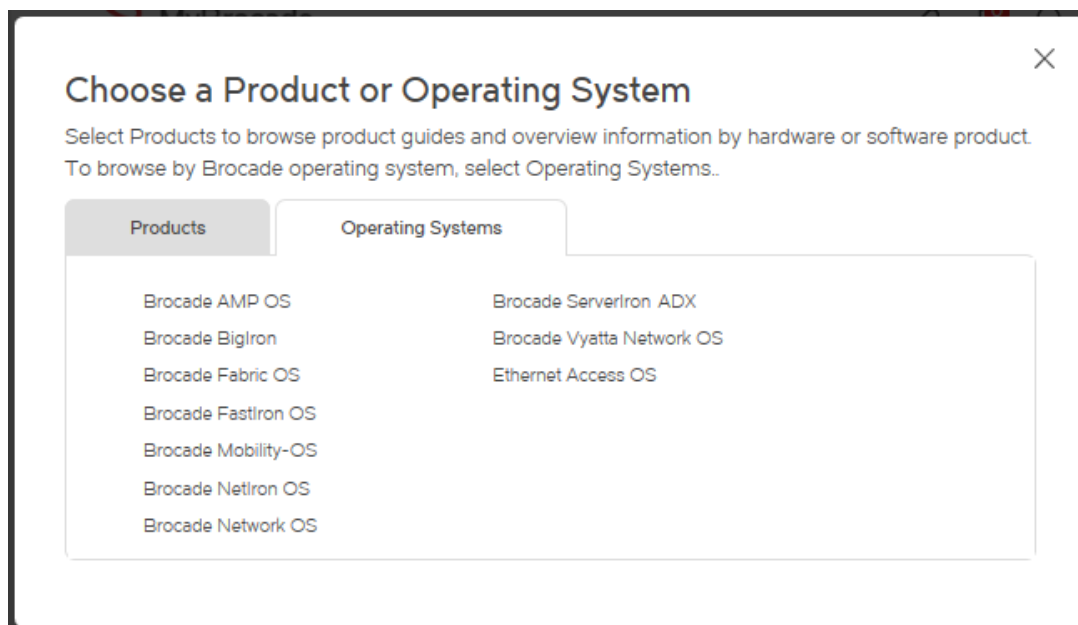 Choose a Product or Operating System
Select Products to browse product guides and overview information by hardware or software product.
To browse by Brocade operating system, select Operating Systems..
Products
Operating Systems
Brocade AMP OS
Brocade BigIron
Brocade Fabric OS
Brocade FastIron OS
Brocade Mobility-OS
Brocade NetIron OS
Brocade Network OS
Brocade ServerIron ADX
Brocade Vyatta Network OS
Ethernet Access OS